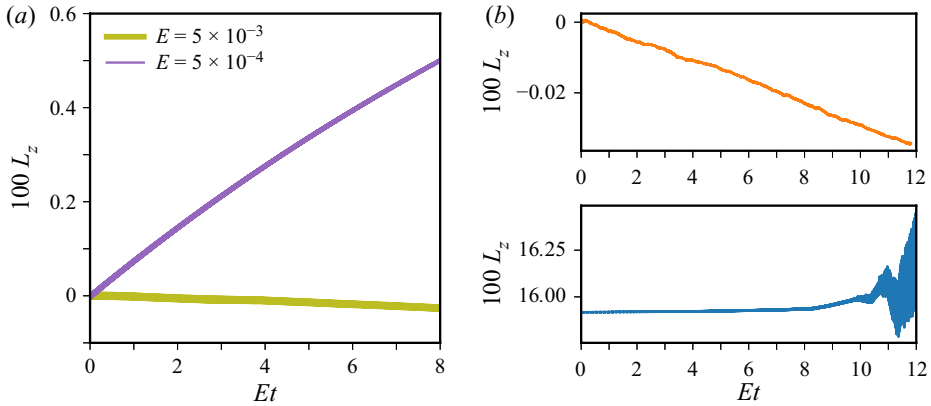 (a)
0.6
0.4
0.2
0
100 L_z
E = 5 × 10⁻³
E = 5 × 10⁻⁴
0 2 4 6 8
Et
(b)
0
−0.02
100 L_z
0 2 4 6 8 10 12
16.25
16.00
100 L_z
0 2 4 6 8 10 12
Et